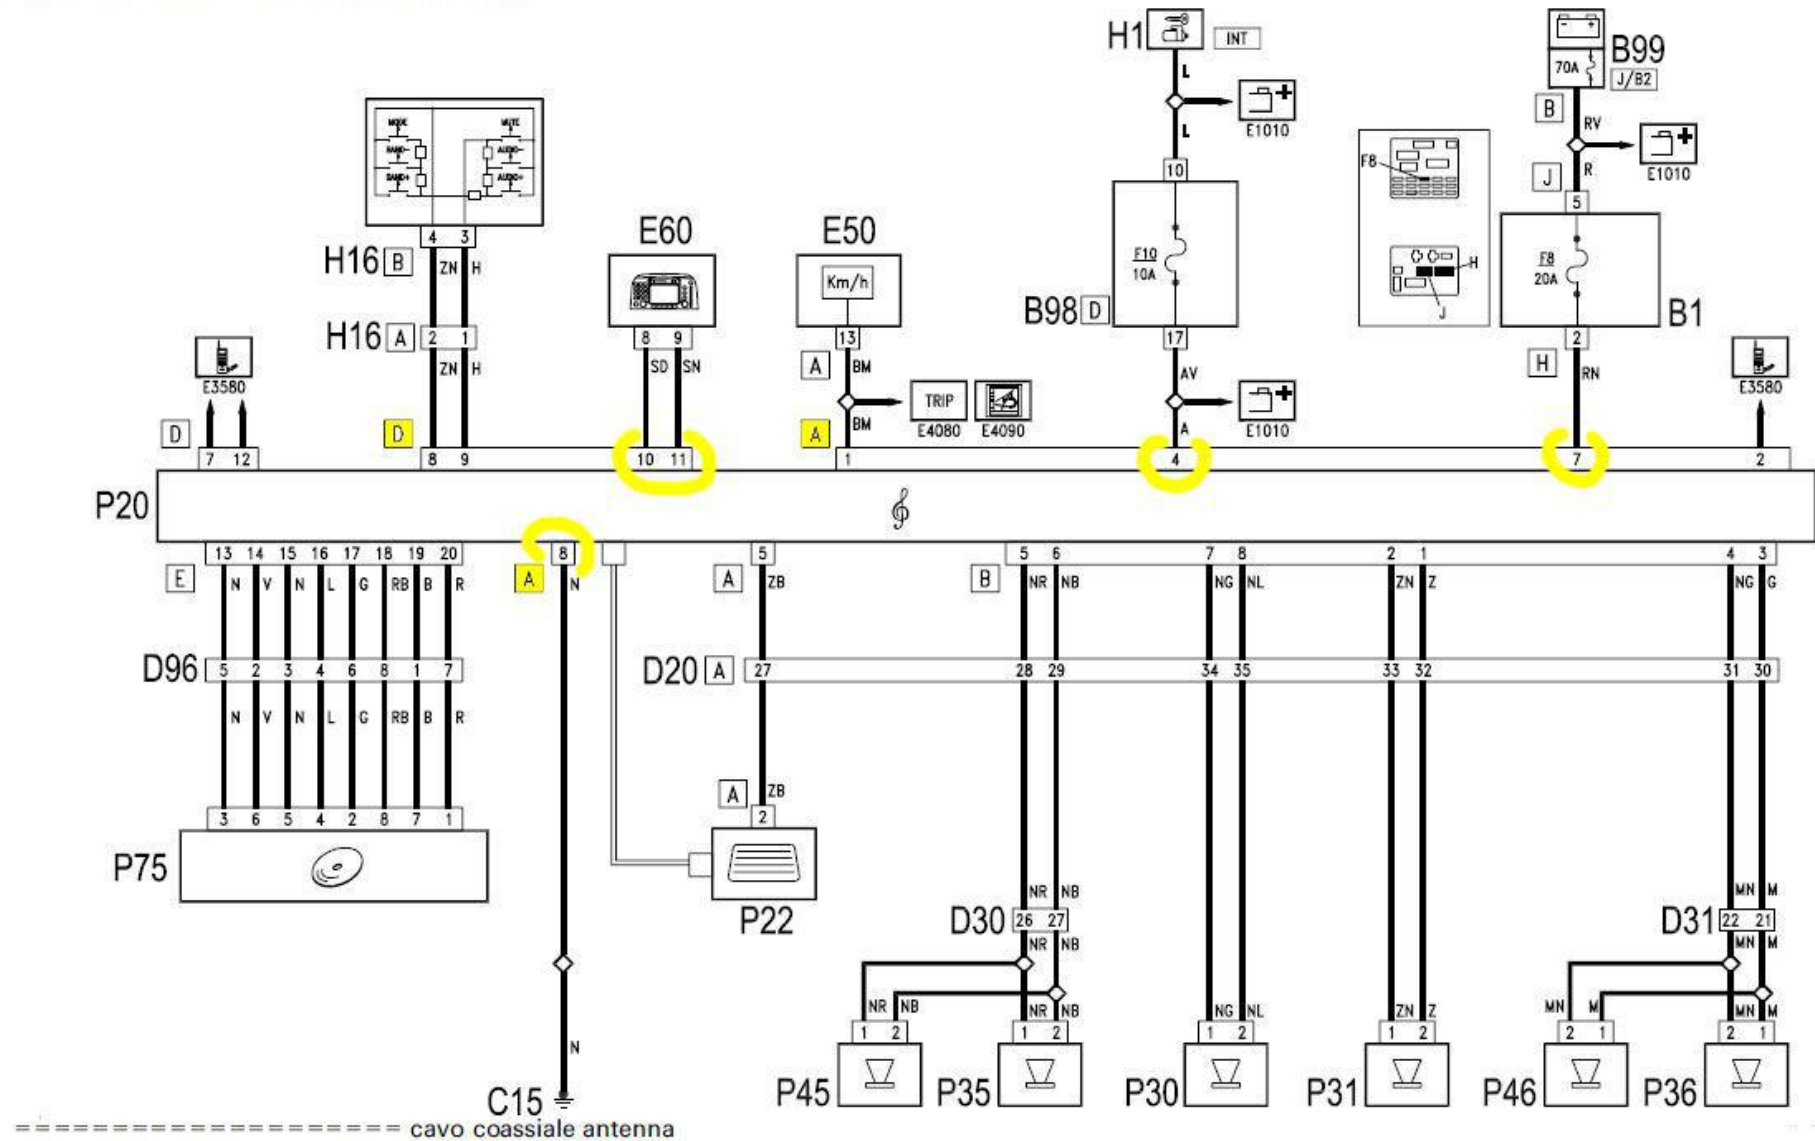 H1 INT
B99
70A
J/B2
L
E1010
B
RV
MODE MUTE
BAND- AUDIO-
BAND+ AUDIO+
F8
L
E1010
J
R
10
5
E60 E50
4 3
H16 B ZN H
F10
10A
H
F8
20A
Km/h
J
B98 D
B1
H16 A 2 1
8 9 13 17 2
E3580
ZN H
SD SN
A BM
AV
H RN
E3580
TRIP
E4080 E4090
E1010
D D A BM A
7 12 8 9 10 11 1 4 7 2
P20
13 14 15 16 17 18 19 20 8 5 5 6 7 8 2 1 4 3
E N V N L G RB B R A N A ZB B NR NB NG NL ZN Z NG G
D96 5 2 3 4 6 8 1 7 D20 A 27 28 29 34 35 33 32 31 30
N V N L G RB B R
A ZB
3 6 5 4 2 8 7 1 2
P75
P22
NR NB MN M
D30 26 27 D31 22 21
NR NB MN M
NR NB NR NB NG NL ZN Z MN M MN M
1 2 1 2 1 2 1 2 2 1 2 1
N
P45 P35 P30 P31 P46 P36
C15
==================== cavo coassiale antenna